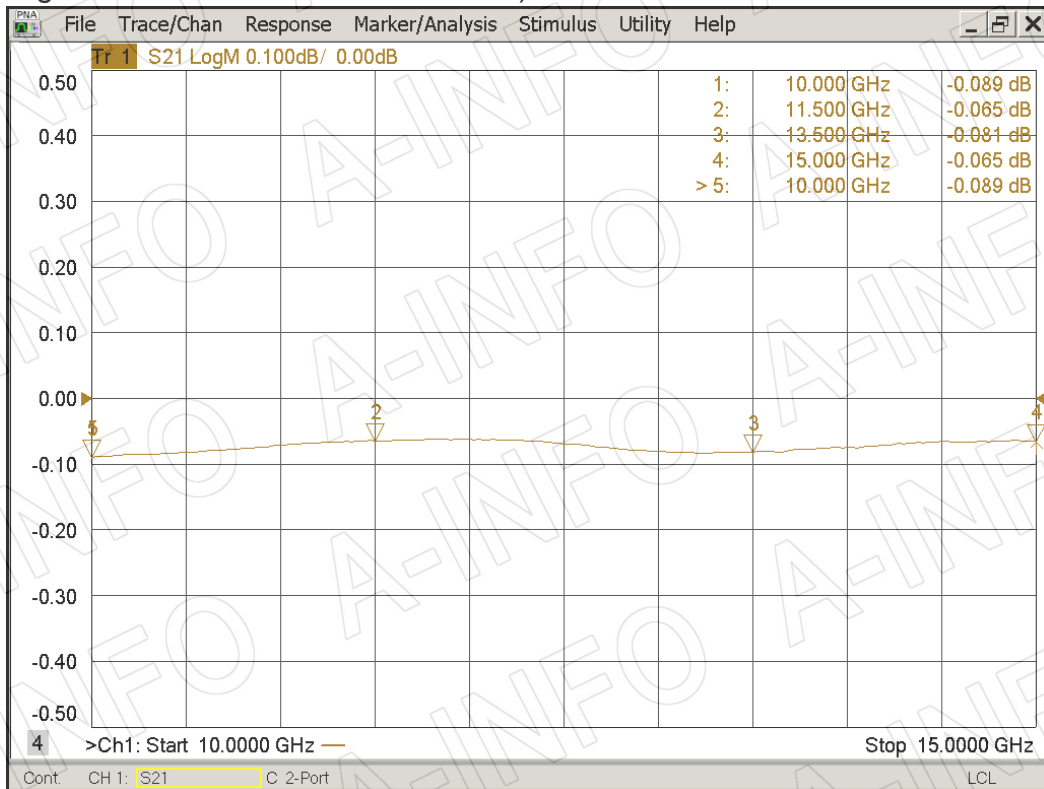 PNA File Trace/Chan Response Marker/Analysis Stimulus Utility Help
Tr 1 S21 LogM 0.100dB/ 0.00dB
1: 10.000 GHz -0.089 dB
2: 11.500 GHz -0.065 dB
3: 13.500 GHz -0.081 dB
4: 15.000 GHz -0.065 dB
> 5: 10.000 GHz -0.089 dB
0.50
0.40
0.30
0.20
0.10
0.00
-0.10
-0.20
-0.30
-0.40
-0.50
2
3
4
4 >Ch1: Start 10.0000 GHz — Stop 15.0000 GHz
Cont. CH 1: S21 C 2-Port LCL
A-INFO